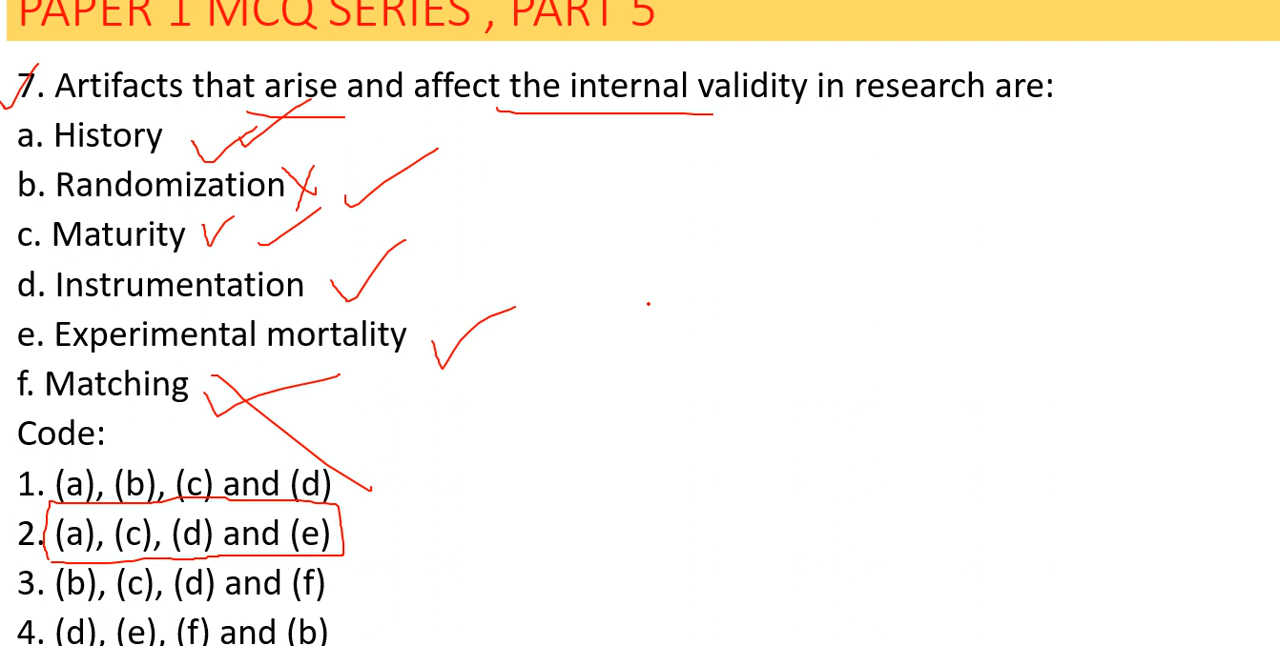 PAPER 1 MCQ SERIES , PART 5
7. Artifacts that arise and affect the internal validity in research are:
a. History
b. Randomization
c. Maturity
d. Instrumentation
e. Experimental mortality
f. Matching
Code:
1. (a), (b), (c) and (d)
2. (a), (c), (d) and (e)
3. (b), (c), (d) and (f)
4. (d), (e), (f) and (b)